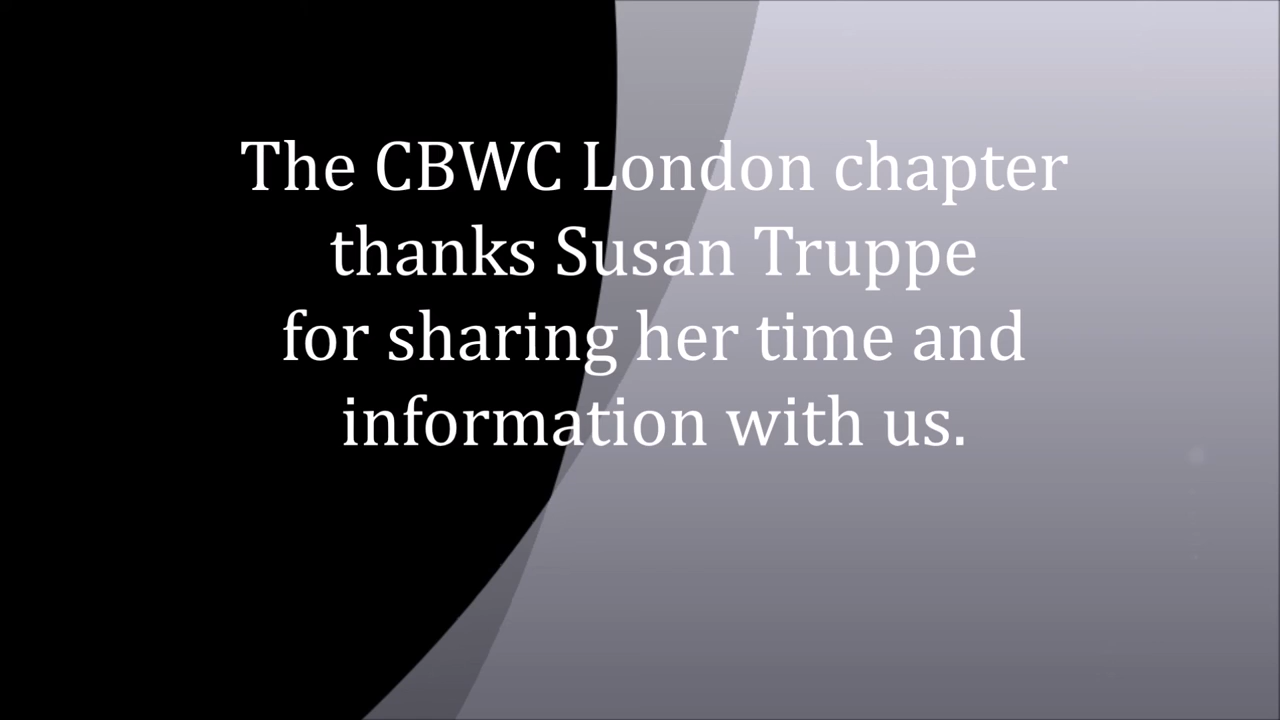 The CBWC London chapter
thanks Susan Truppe
for sharing her time and
information with us.